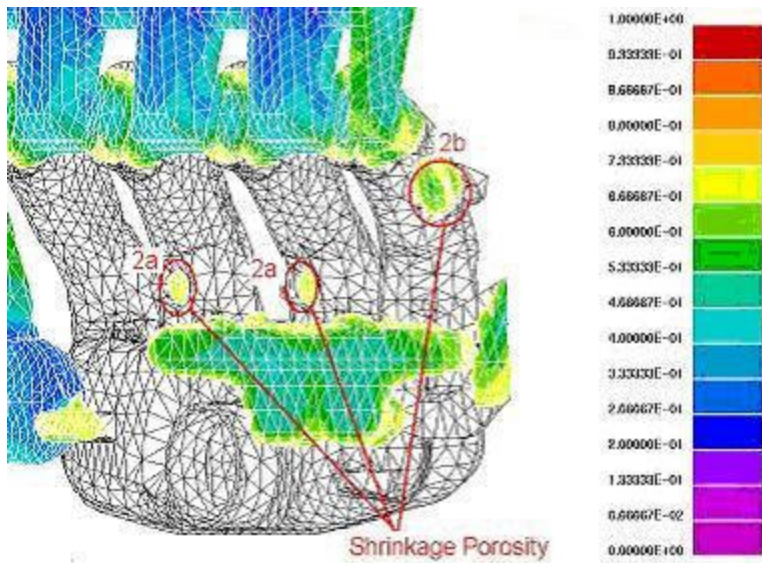 1.00000E+00
9.33333E-01
8.66667E-01
8.00000E-01
7.33333E-01
6.66667E-01
6.00000E-01
5.33333E-01
4.66667E-01
4.00000E-01
3.33333E-01
2.66667E-01
2.00000E-01
1.33333E-01
6.66667E-02
0.00000E+00
2b
2a
2a
Shrinkage Porosity